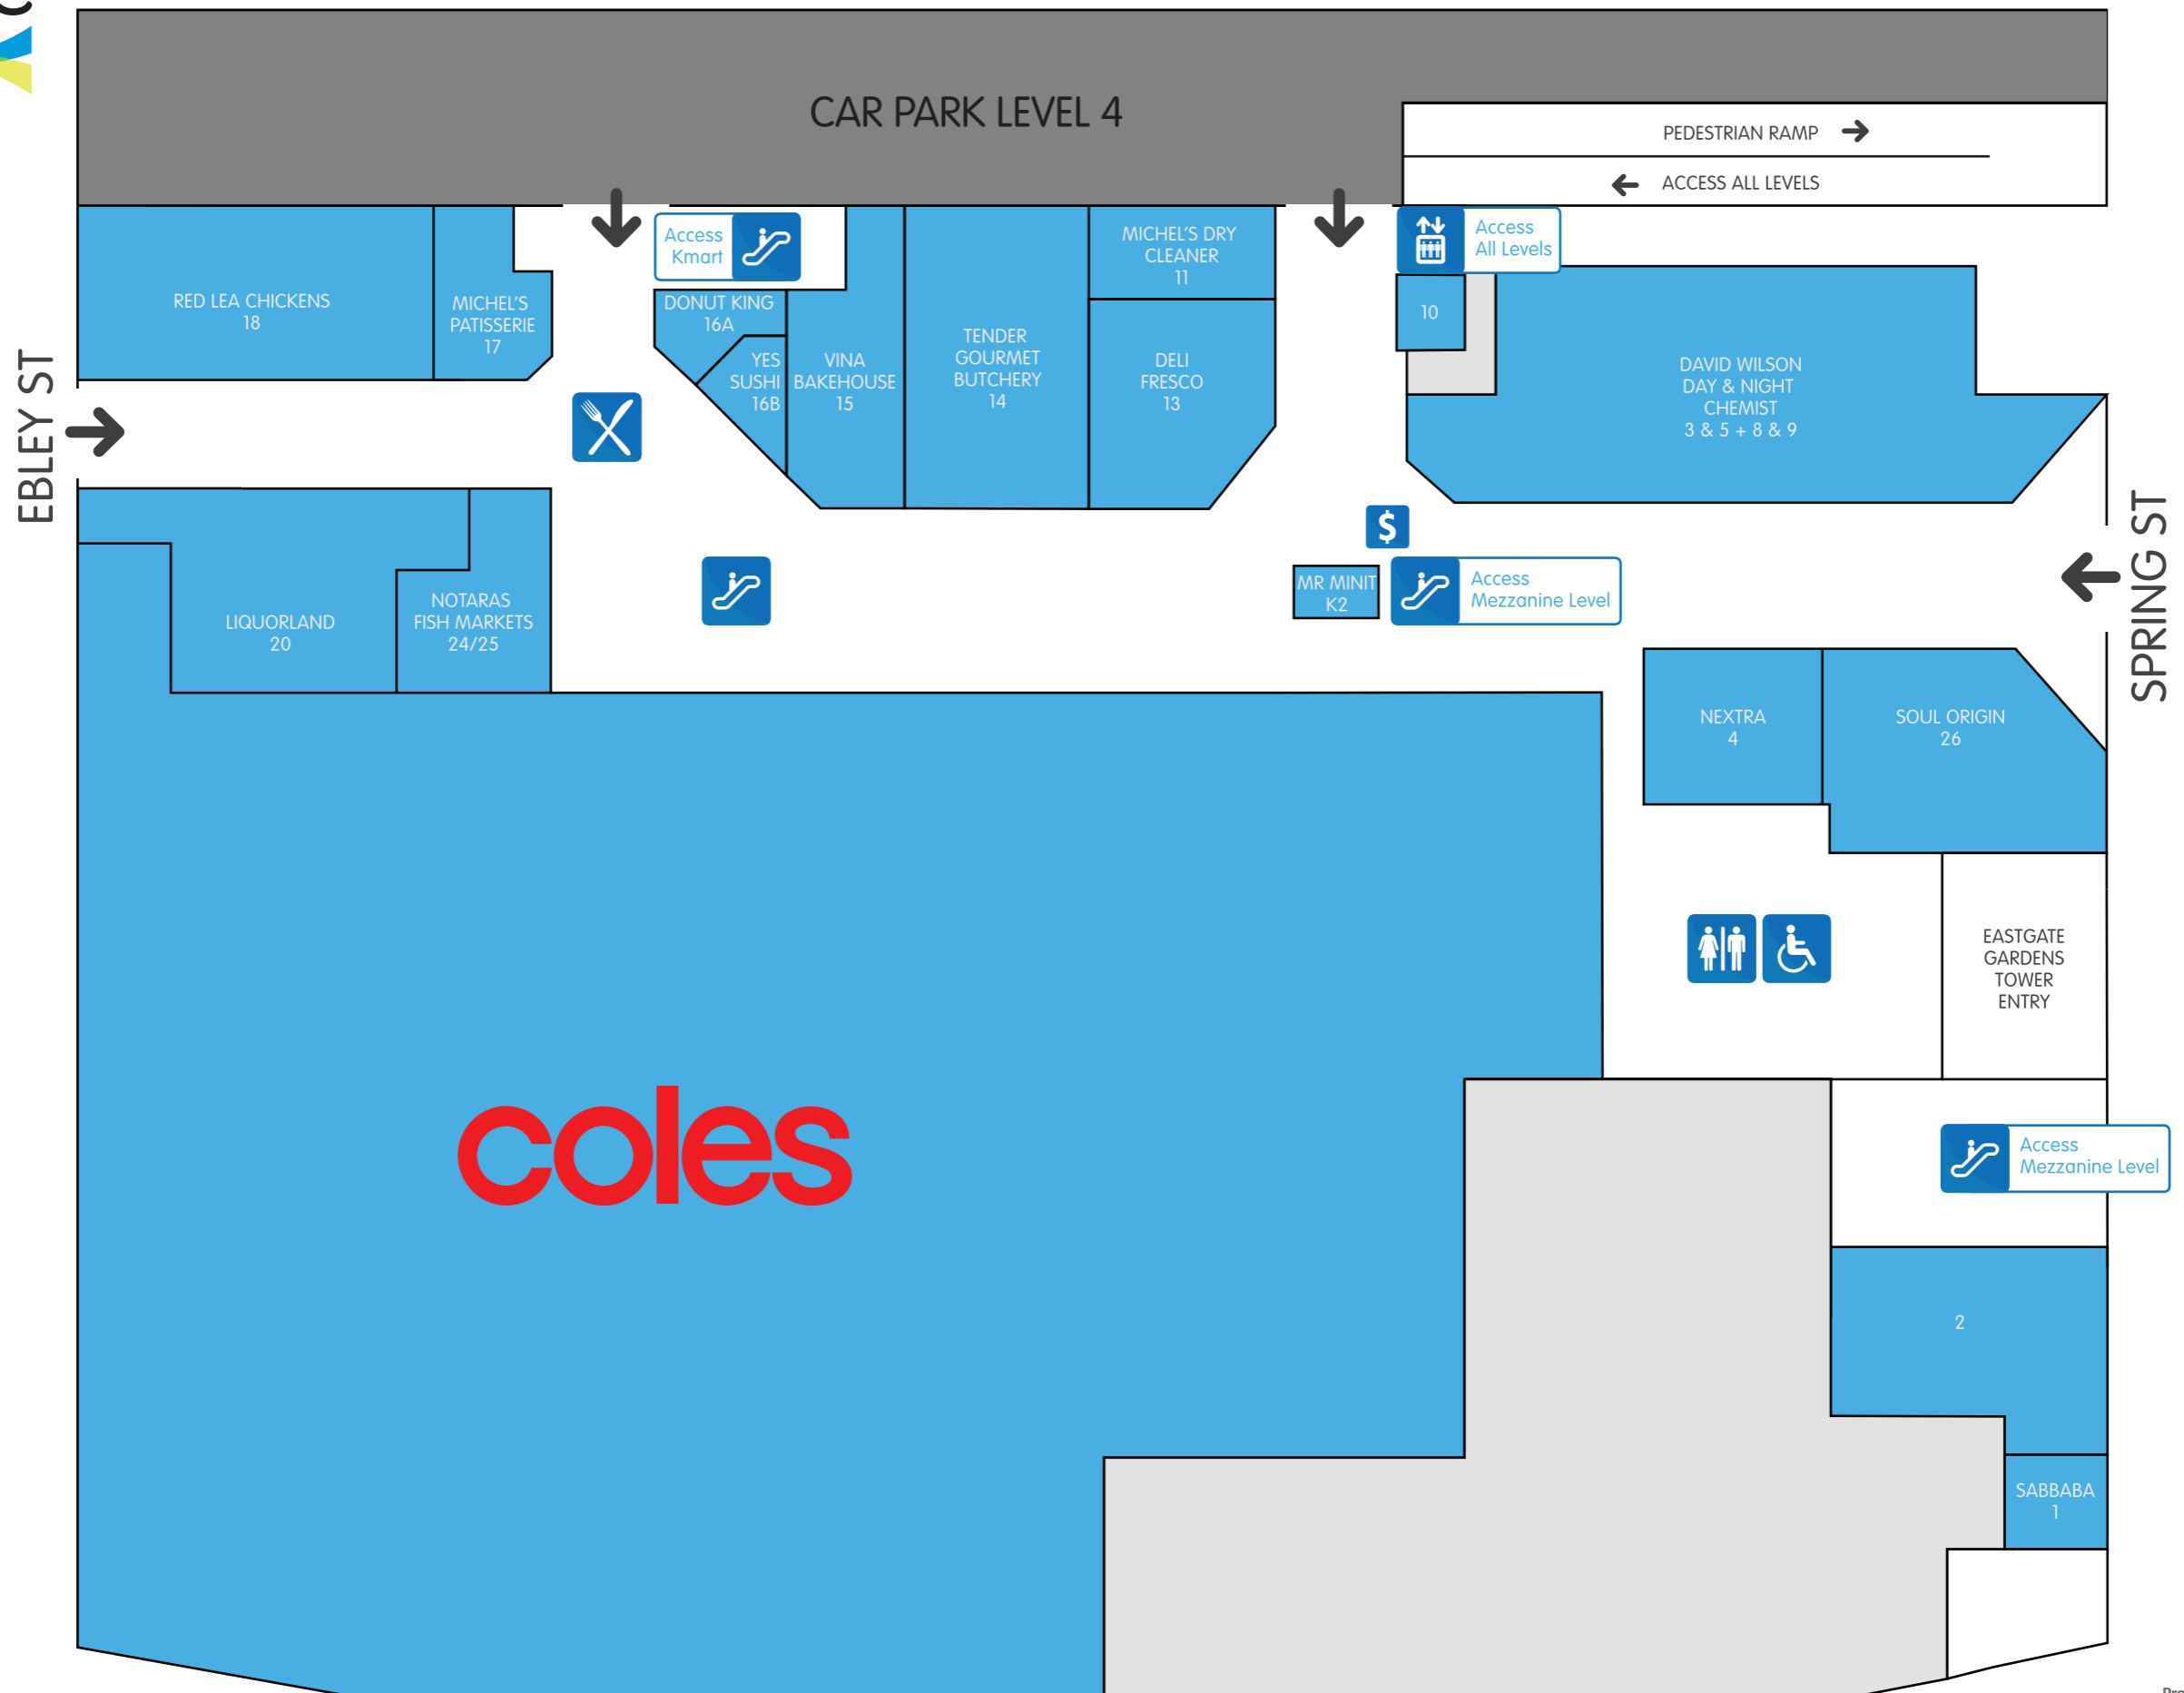 CAR PARK LEVEL 4
PEDESTRIAN RAMP
ACCESS ALL LEVELS
Access
Kmart
Access
All Levels
RED LEA CHICKENS
18
MICHEL'S
PATISSERIE
17
DONUT KING
16A
YES
SUSHI
16B
VINA
BAKEHOUSE
15
TENDER
GOURMET
BUTCHERY
14
MICHEL'S DRY
CLEANER
11
DELI
FRESCO
13
10
DAVID WILSON
DAY & NIGHT
CHEMIST
3 & 5 + 8 & 9
EBLEY ST
SPRING ST
$
LIQUORLAND
20
NOTARAS
FISH MARKETS
24/25
MR MINIT
K2
Access
Mezzanine Level
NEXTRA
4
SOUL ORIGIN
26
EASTGATE
GARDENS
TOWER
ENTRY
coles
Access
Mezzanine Level
2
SABBABA
1